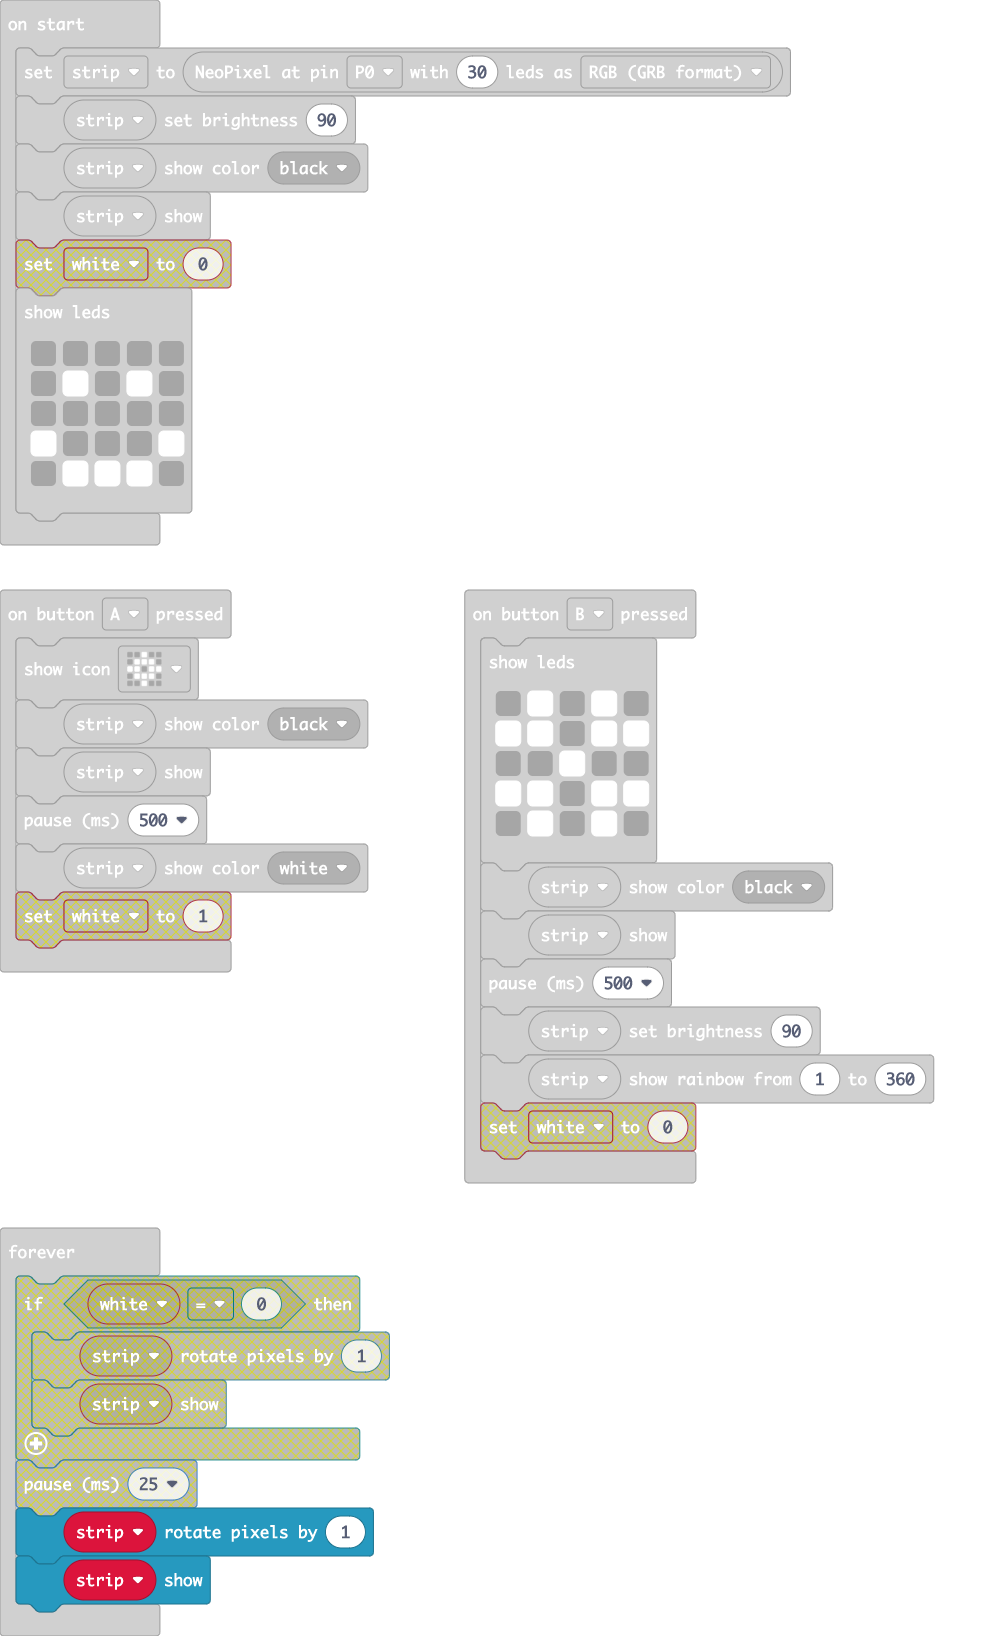 on start
set strip to NeoPixel at pin P0 with 30 leds as RGB (GRB format)
strip set brightness 90
strip show color black
strip show
set white to 0
show leds
on button A pressed
show icon
strip show color black
strip show
pause (ms) 500
strip show color white
set white to 1
on button B pressed
show leds
strip show color black
strip show
pause (ms) 500
strip set brightness 90
strip show rainbow from 1 to 360
set white to 0
forever
if white = 0 then
strip rotate pixels by 1
strip show
pause (ms) 25
strip rotate pixels by 1
strip show